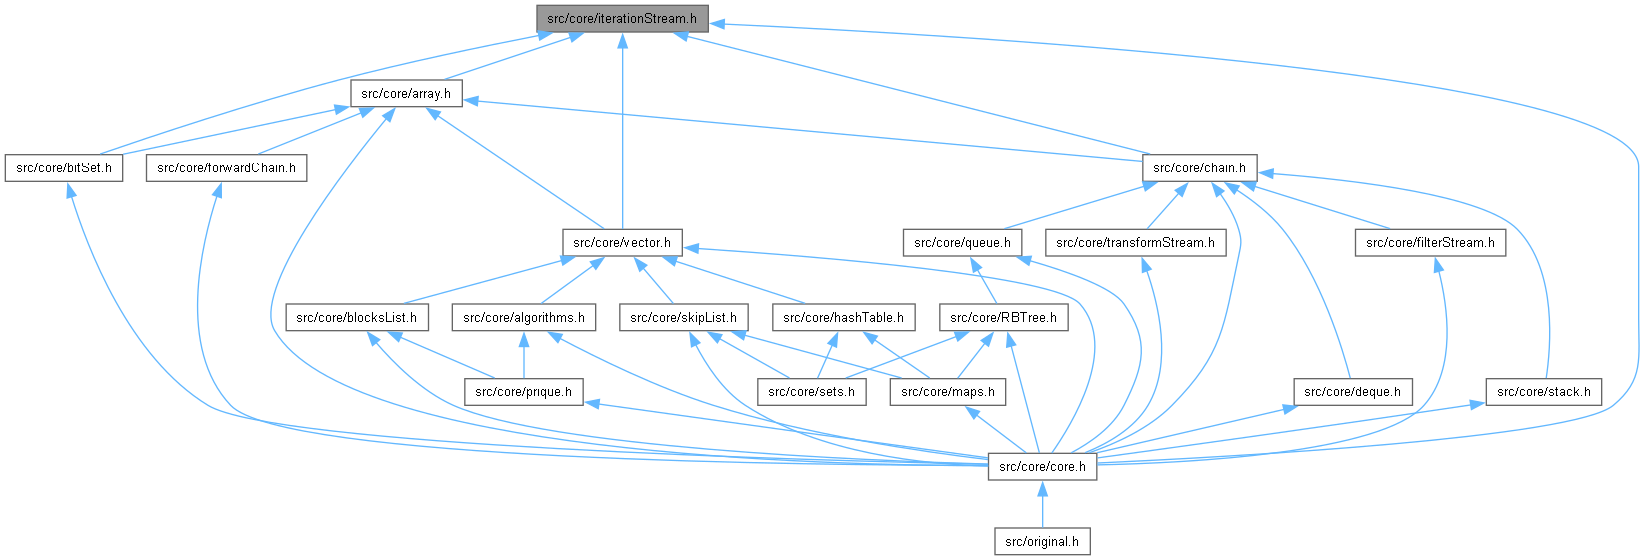 src/core/iterationStream.h
src/core/array.h
src/core/bitSet.h
src/core/forwardChain.h
src/core/chain.h
src/core/vector.h
src/core/queue.h
src/core/transformStream.h
src/core/filterStream.h
src/core/blocksList.h
src/core/algorithms.h
src/core/skipList.h
src/core/hashTable.h
src/core/RBTree.h
src/core/prique.h
src/core/sets.h
src/core/maps.h
src/core/deque.h
src/core/stack.h
src/core/core.h
src/original.h